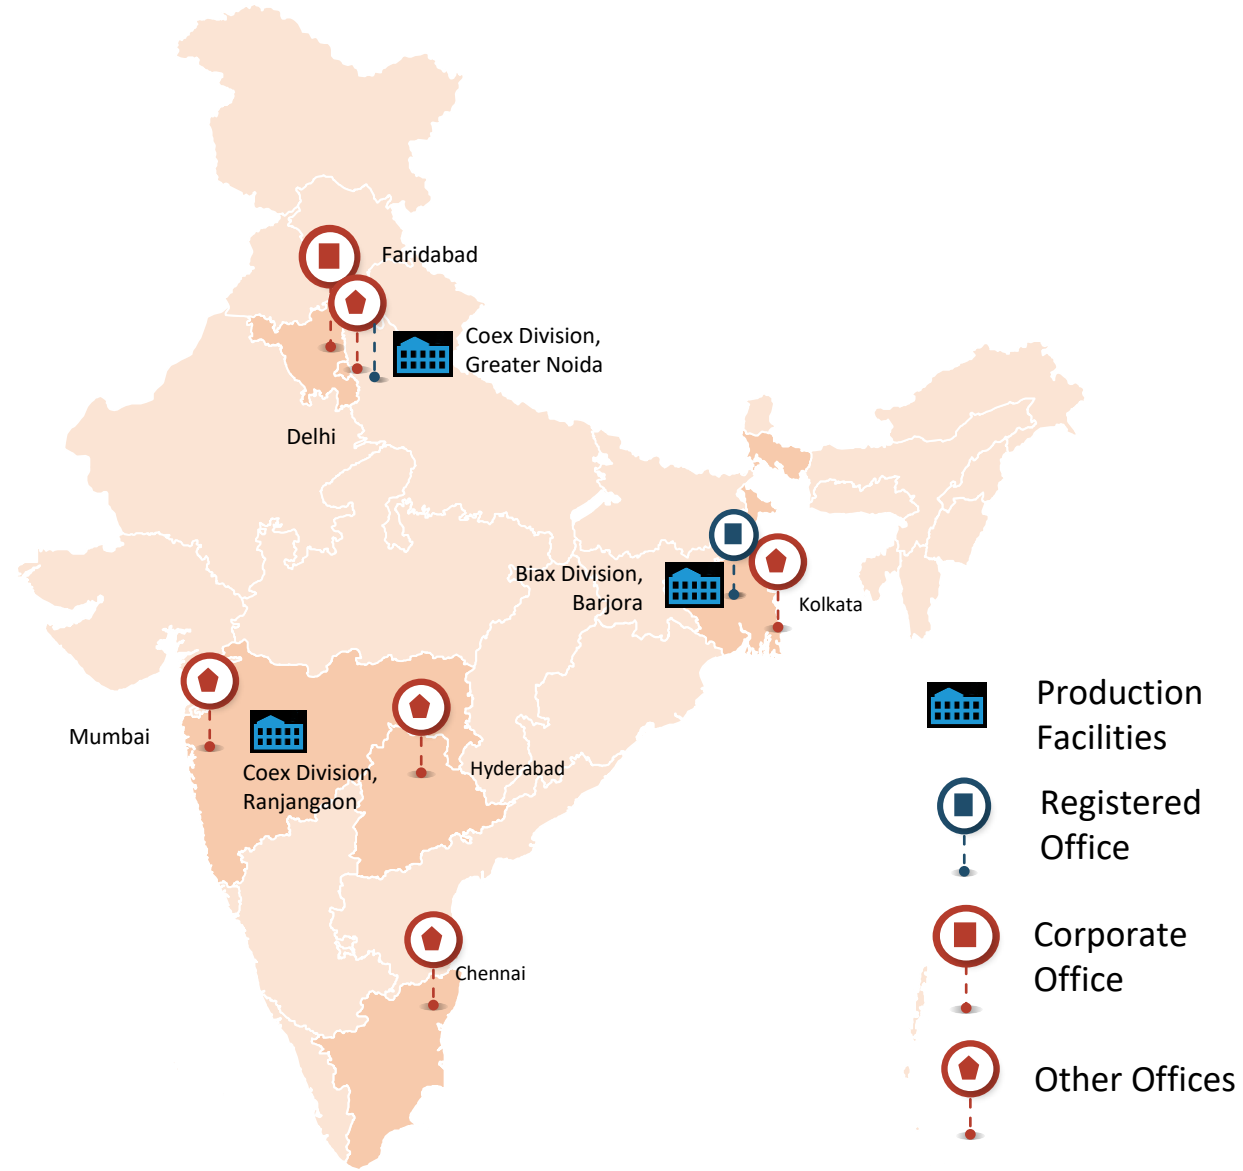 Faridabad
Coex Division,
Greater Noida
Delhi
Biax Division,
Barjora
Kolkata
Mumbai
Coex Division,
Ranjangaon
Hyderabad
Chennai
Production
Facilities
Registered
Office
Corporate
Office
Other Offices